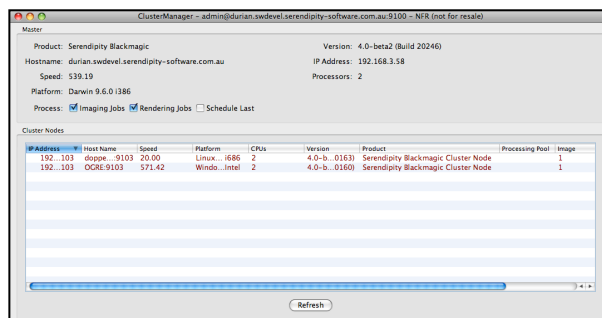 ClusterManager - admin@durian.swdevel.serendipity-software.com.au:9100 - NFR (not for resale)
Master
Product: Serendipity Blackmagic Version: 4.0-beta2 (Build 20246)
Hostname: durian.swdevel.serendipity-software.com.au IP Address: 192.168.3.58
Speed: 539.19 Processors: 2
Platform: Darwin 9.6.0 i386
Process: Imaging Jobs Rendering Jobs Schedule Last
Cluster Nodes
IP Address Host Name Speed Platform CPUs Version Product Processing Pool Image
192...103 doppe...:9103 20.00 Linux... i686 2 4.0-b...0163) Serendipity Blackmagic Cluster Node 1
192...103 OGRE:9103 571.42 Windo...Intel 2 4.0-b...0160) Serendipity Blackmagic Cluster Node 1
Refresh